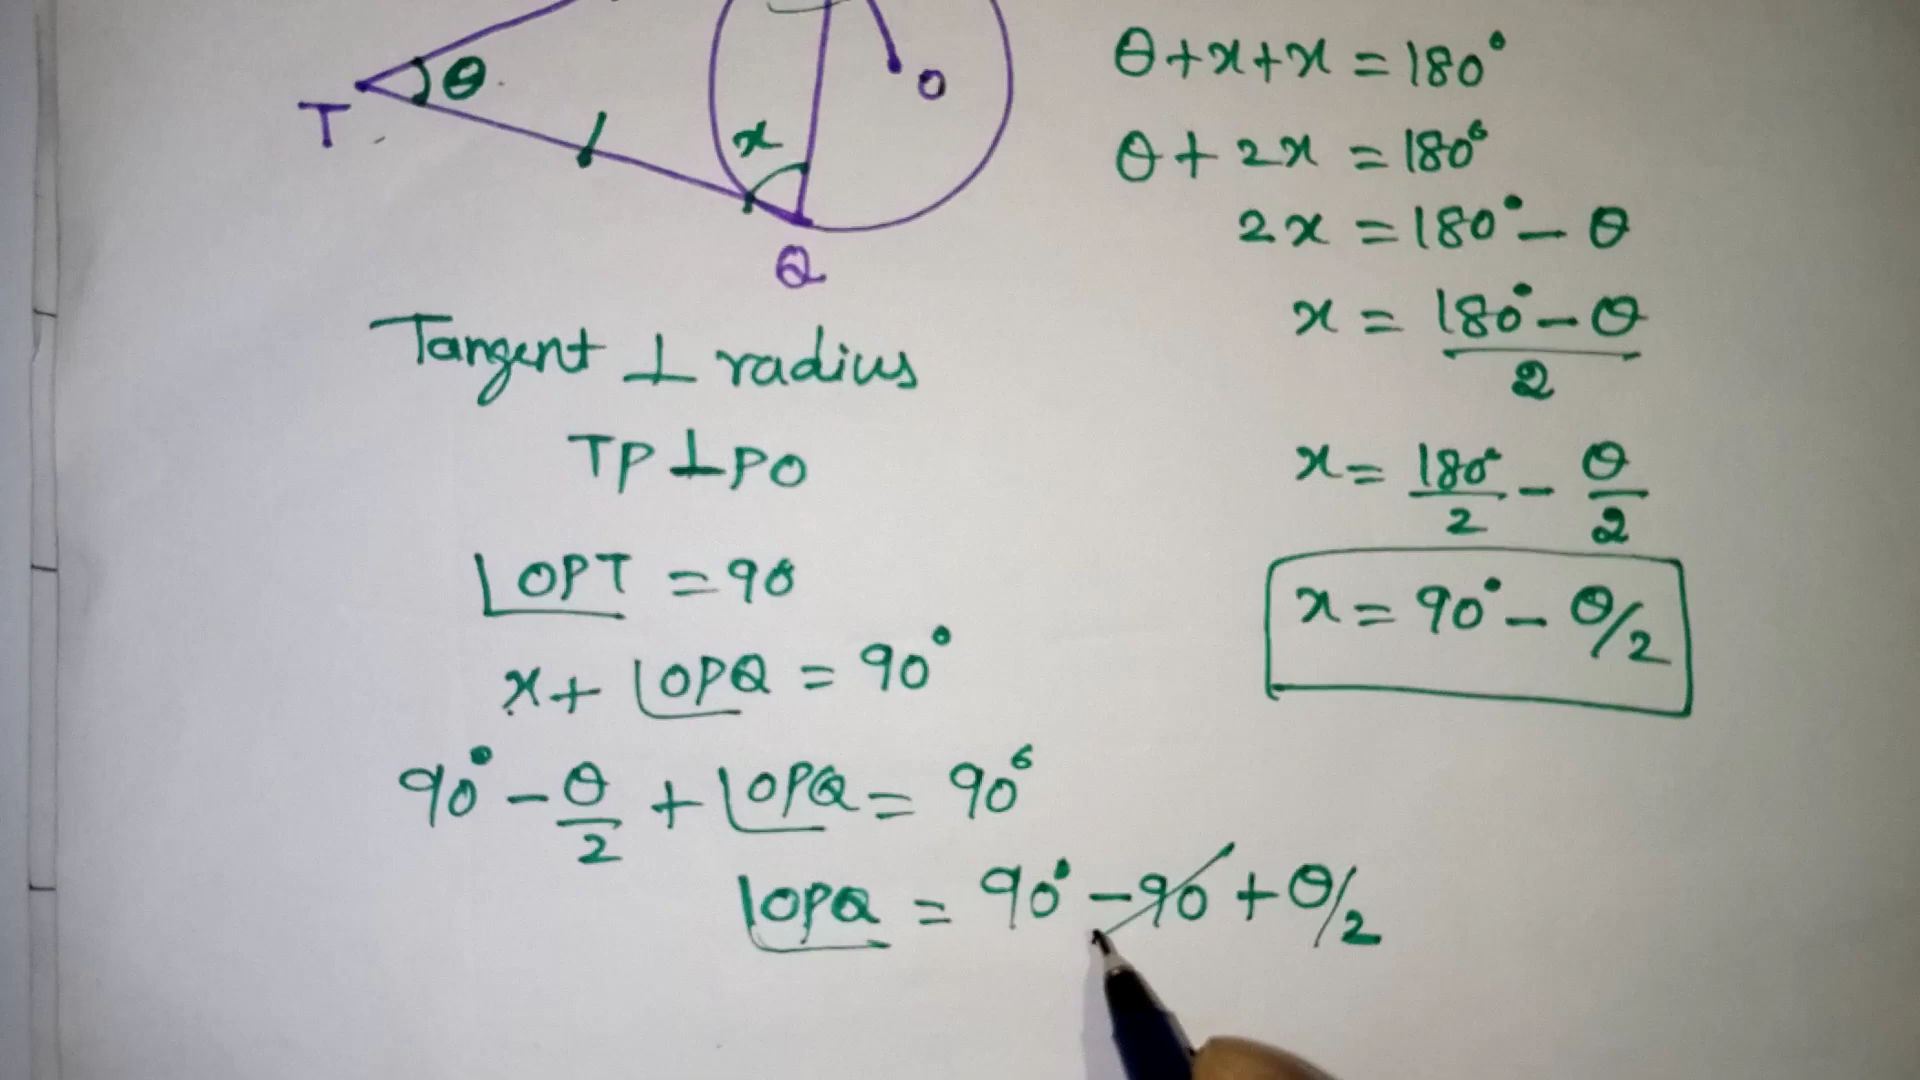 θ
T
x
O
Q
θ+x+x = 180°
θ + 2x = 180°
2x = 180° - θ
x = 180° - θ / 2
x = 180°/2 - θ/2
x = 90° - θ/2
Tangent ⊥ radius
TP ⊥ PO
∠OPT = 90
x + ∠OPQ = 90°
90° - θ/2 + ∠OPQ = 90°
∠OPQ = 90° - 90 + θ/2